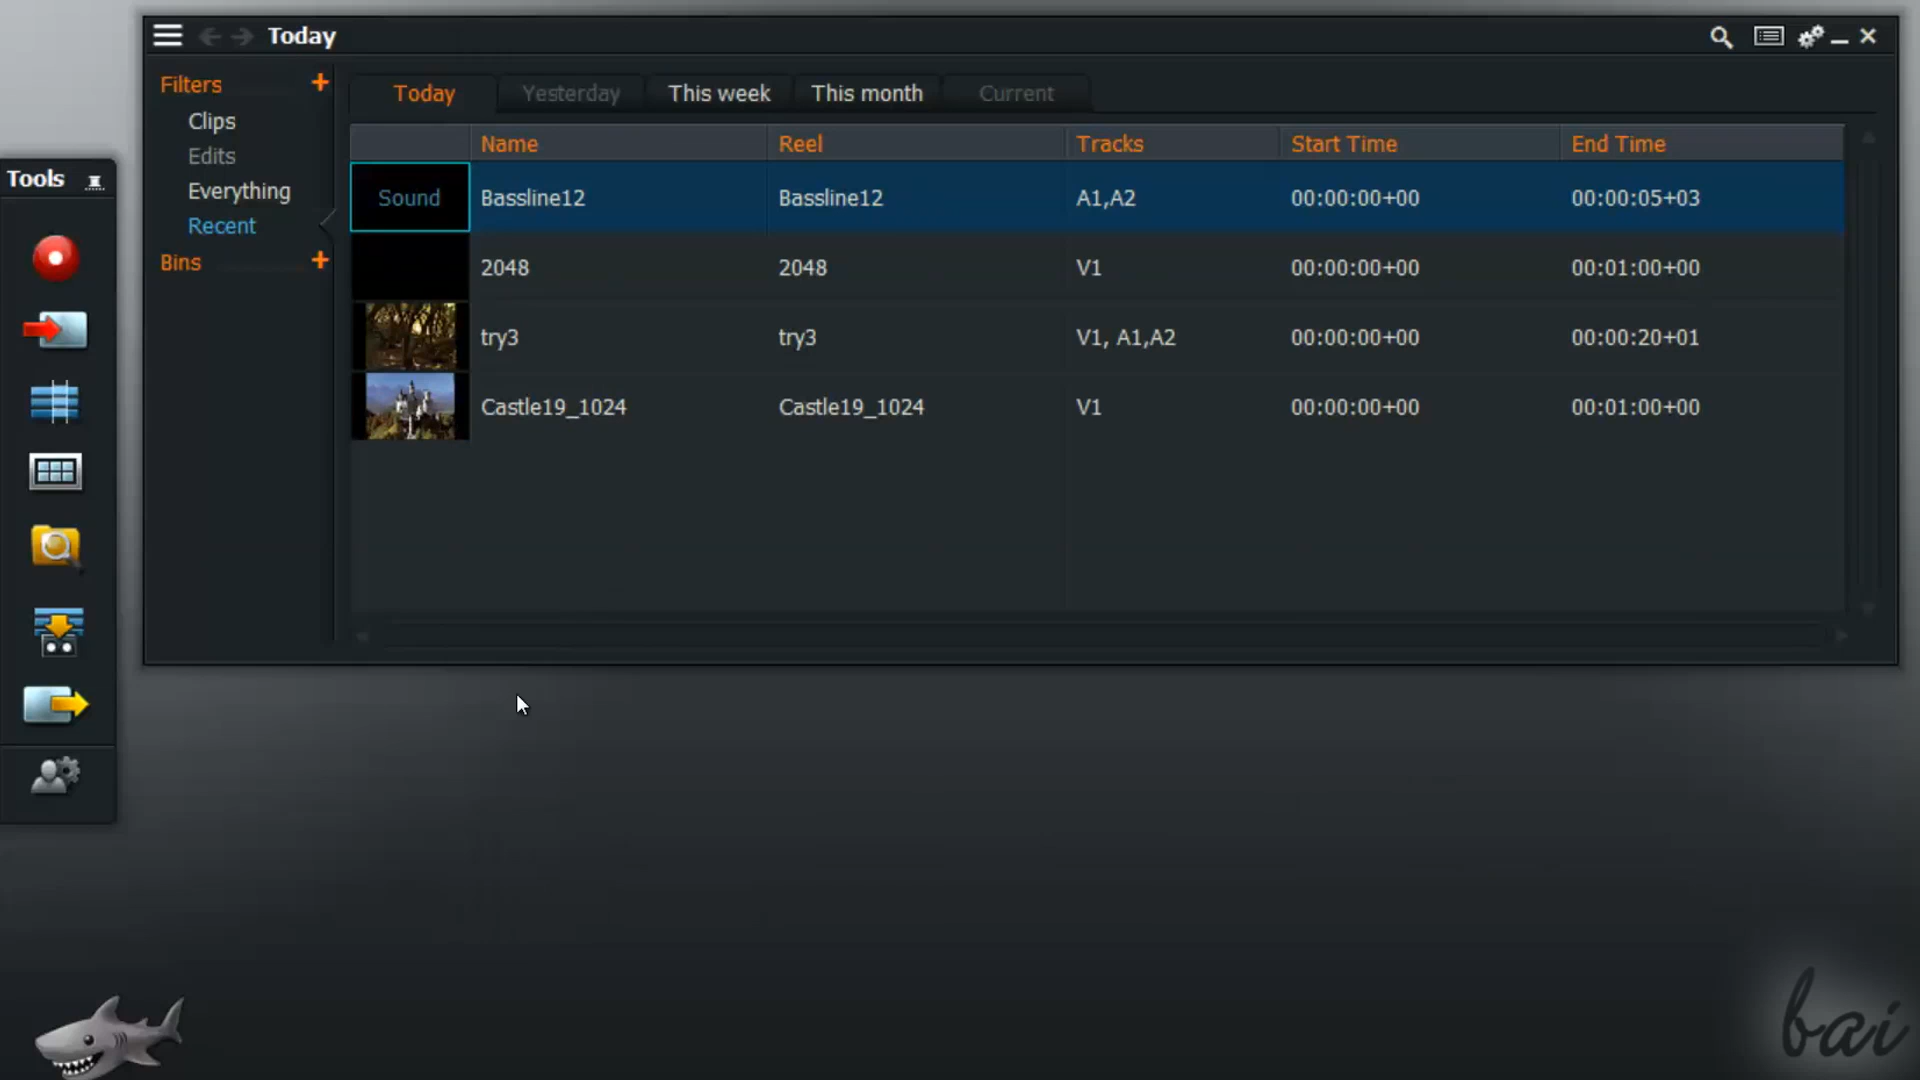 Today
Filters +
Clips
Edits
Everything
Recent
Bins +
Tools
Today Yesterday This week This month Current
Name Reel Tracks Start Time End Time
Sound Bassline12 Bassline12 A1,A2 00:00:00+00 00:00:05+03
2048 2048 V1 00:00:00+00 00:01:00+00
try3 try3 V1, A1,A2 00:00:00+00 00:00:20+01
Castle19_1024 Castle19_1024 V1 00:00:00+00 00:01:00+00
bai